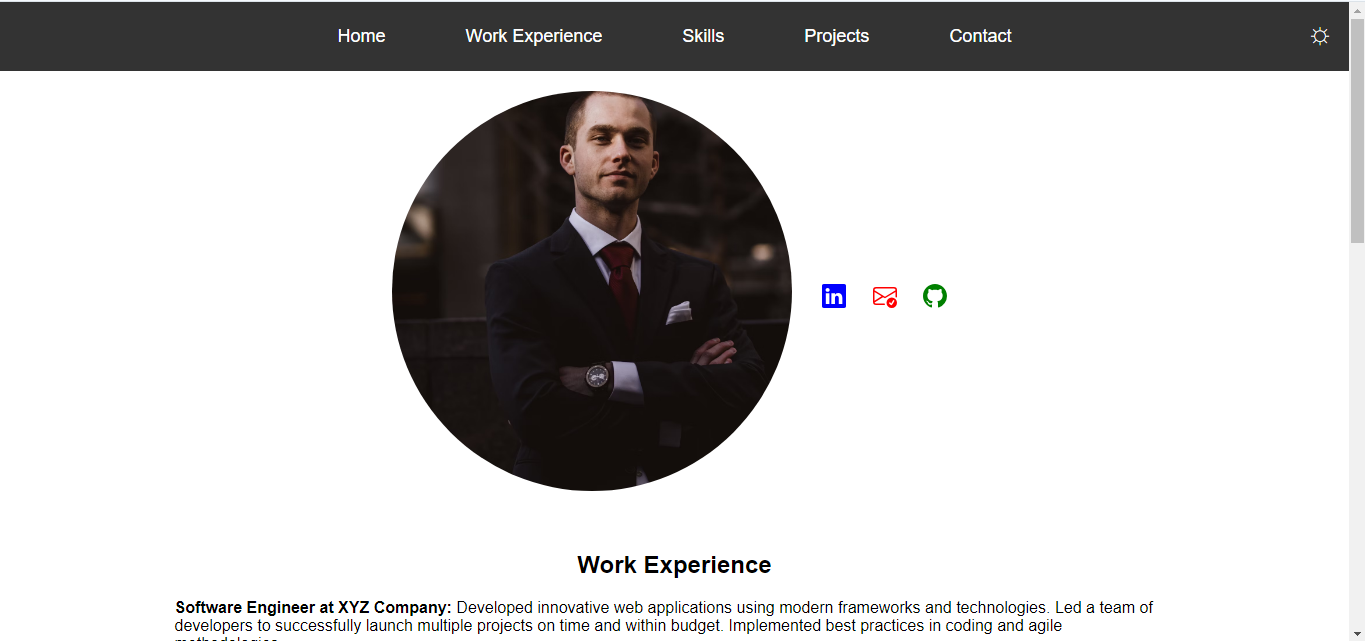 Home Work Experience Skills Projects Contact
in
Work Experience
Software Engineer at XYZ Company: Developed innovative web applications using modern frameworks and technologies. Led a team of
developers to successfully launch multiple projects on time and within budget. Implemented best practices in coding and agile
methodologies.